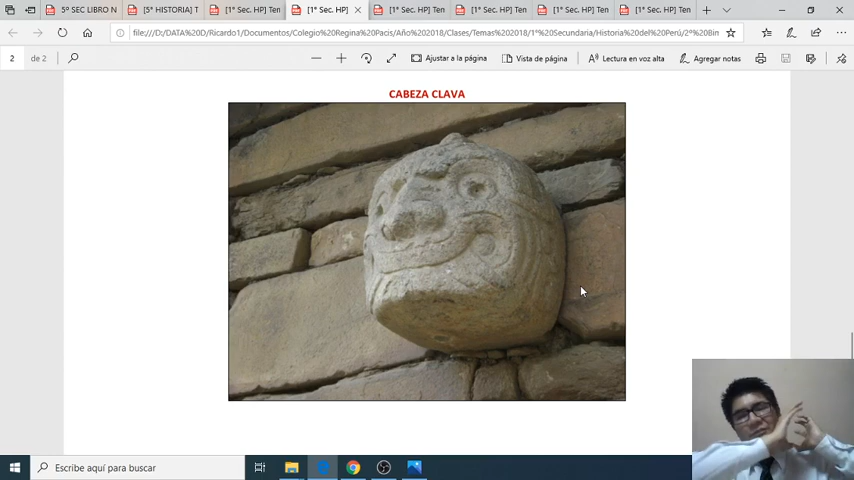 5º SEC LIBRO N
[5º HISTORIA] T
[1º Sec. HP] Ten
[1º Sec. HP]
[1º Sec. HP] Ten
[1º Sec. HP] Ten
[1º Sec. HP] Ten
[1º Sec. HP] Ten
file:///D:/DATA%20D/Ricardo1/Documentos/Colegio%20Regina%20Pacis/Año%202018/Clases/Temas%202018/1º%20Secundaria/Historia%20del%20Perú/2º%20Bin
2 de 2
Ajustar a la página
Vista de página
Lectura en voz alta
Agregar notas
CABEZA CLAVA
Escribe aquí para buscar